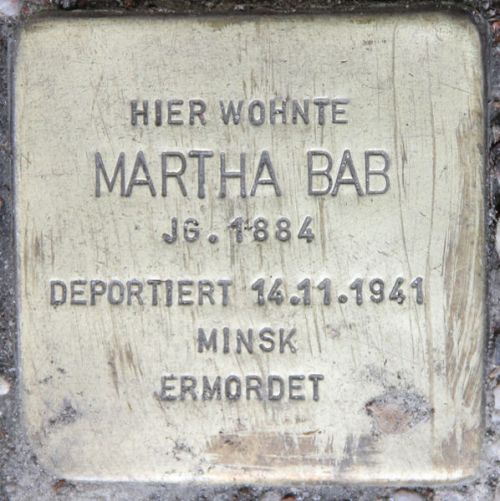 HIER WOHNTE
MARTHA BAB
JG. 1884
DEPORTIERT 14.11.1941
MINSK
ERMORDET